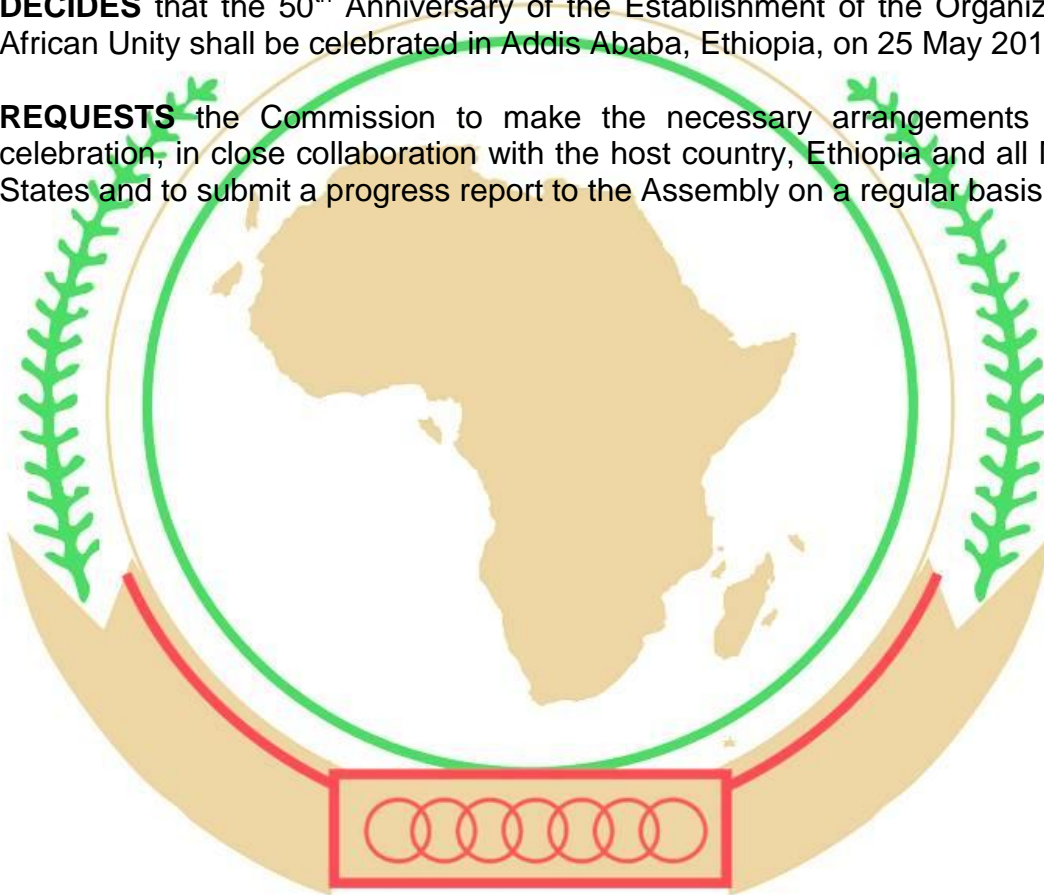 DECIDES that the 50th Anniversary of the Establishment of the Organiz
African Unity shall be celebrated in Addis Ababa, Ethiopia, on 25 May 201
REQUESTS the Commission to make the necessary arrangements
celebration, in close collaboration with the host country, Ethiopia and all
States and to submit a progress report to the Assembly on a regular basis